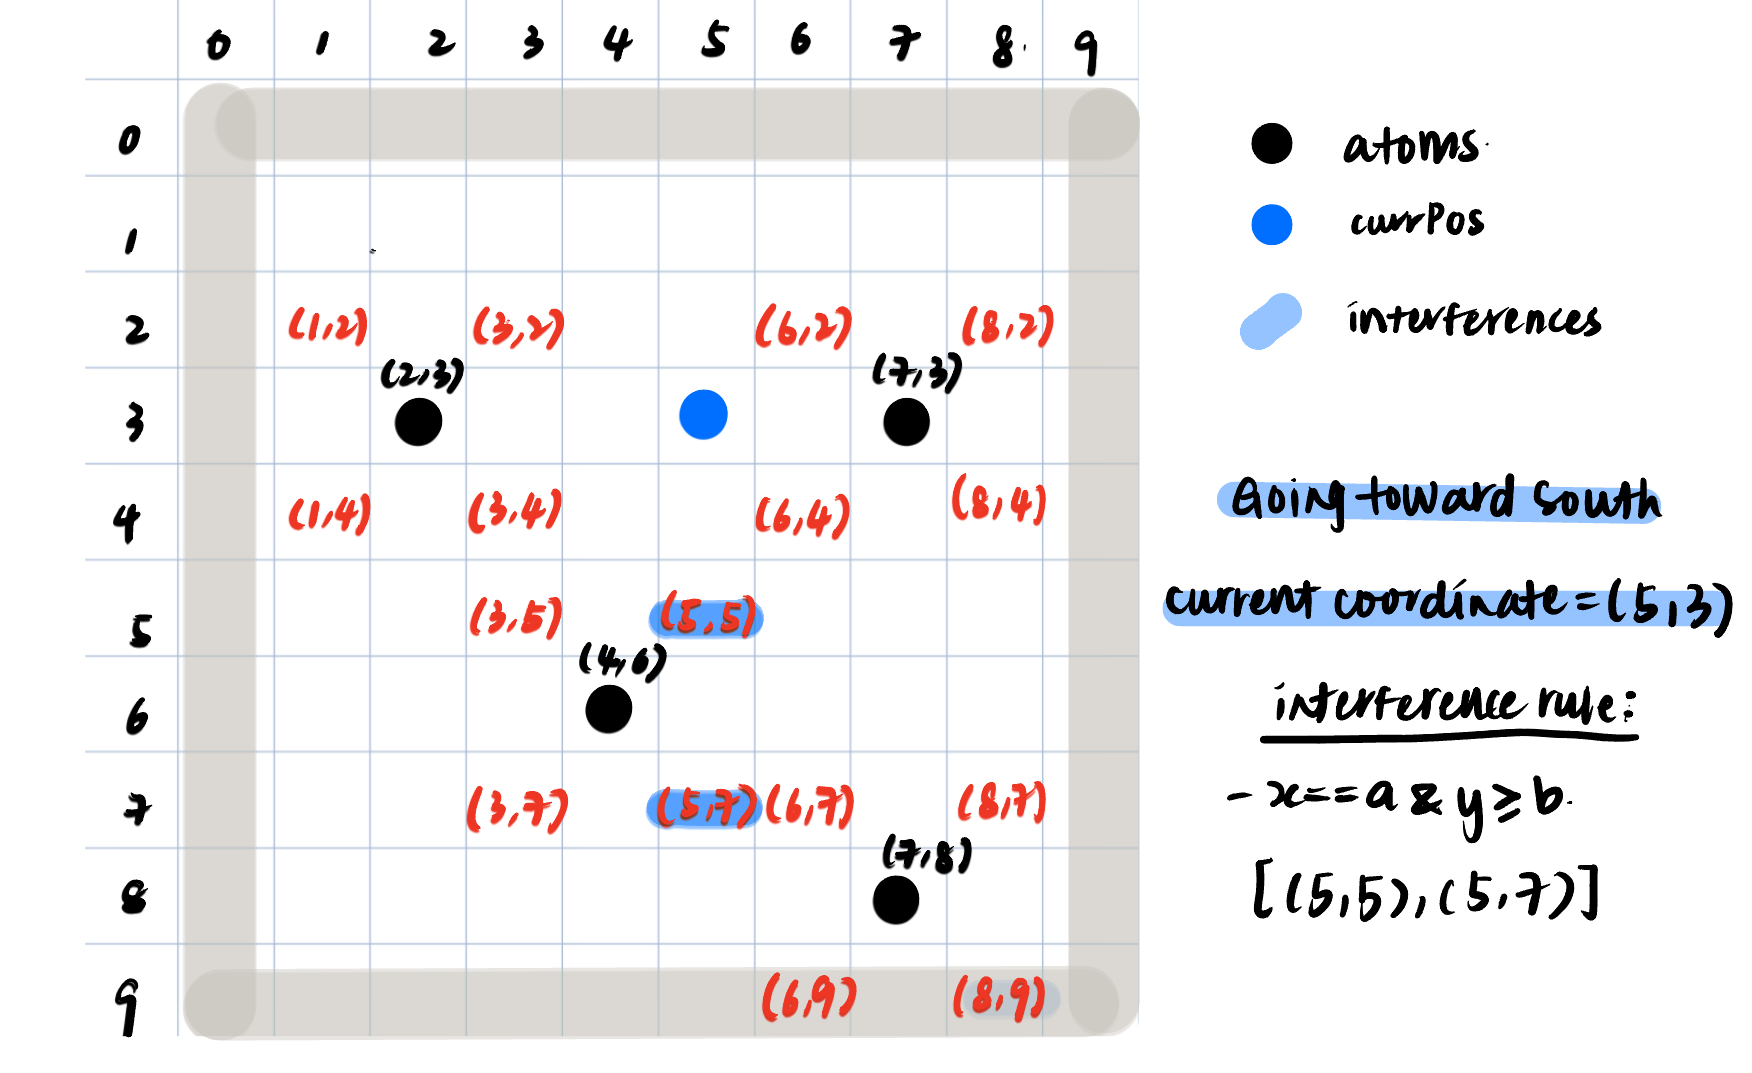 0 1 2 3 4 5 6 7 8. 9
0
1
2 (1,2) (3,2) (6,2) (8,2)
(2,3) (7,3)
3
4 (1,4) (3,4) (6,4) (8,4)
5 (3,5) (5,5)
(4,6)
6
7 (3,7) (5,7) (6,7) (8,7)
(7,8)
8
9 (6,9) (8,9)
atoms.
currPos
interferences
Going toward south
current coordinate = (5,3)
interference rule:
- x==a & y≥b.
[(5,5),(5,7)]